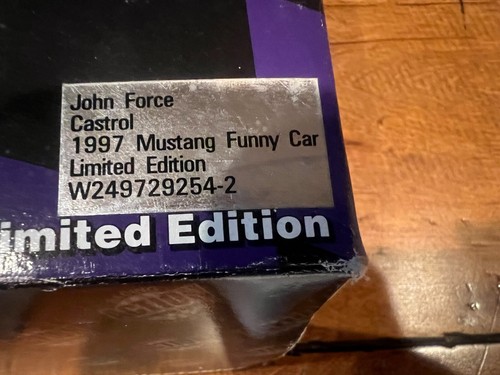 John Force
Castrol
1997 Mustang Funny Car
Limited Edition
W249729254-2
imited Edition